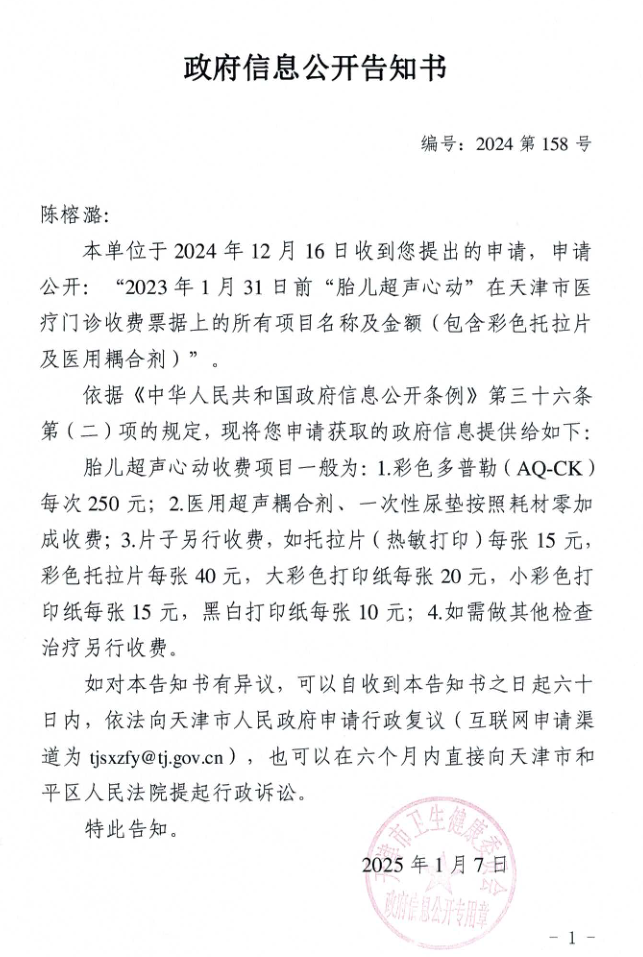 政府信息公开告知书
编号：2024 第 158 号
陈榕潞：
本单位于 2024 年 12 月 16 日收到您提出的申请，申请
公开：“2023 年 1 月 31 日前“胎儿超声心动”在天津市医
疗门诊收费票据上的所有项目名称及金额（包含彩色托拉片
及医用耦合剂）”。
依据《中华人民共和国政府信息公开条例》第三十六条
第（二）项的规定，现将您申请获取的政府信息提供给如下：
胎儿超声心动收费项目一般为：1.彩色多普勒（AQ-CK）
每次 250 元；2.医用超声耦合剂、一次性尿垫按照耗材零加
成收费；3.片子另行收费，如托拉片（热敏打印）每张 15 元，
彩色托拉片每张 40 元，大彩色打印纸每张 20 元，小彩色打
印纸每张 15 元，黑白打印纸每张 10 元；4.如需做其他检查
治疗另行收费。
如对本告知书有异议，可以自收到本告知书之日起六十
日内，依法向天津市人民政府申请行政复议（互联网申请渠
道为 tjsxzfy@tj.gov.cn），也可以在六个月内直接向天津市和
平区人民法院提起行政诉讼。
特此告知。
天津市卫生健康委员会
2025 年 1 月 7 日
政府信息公开专用章
- 1 -